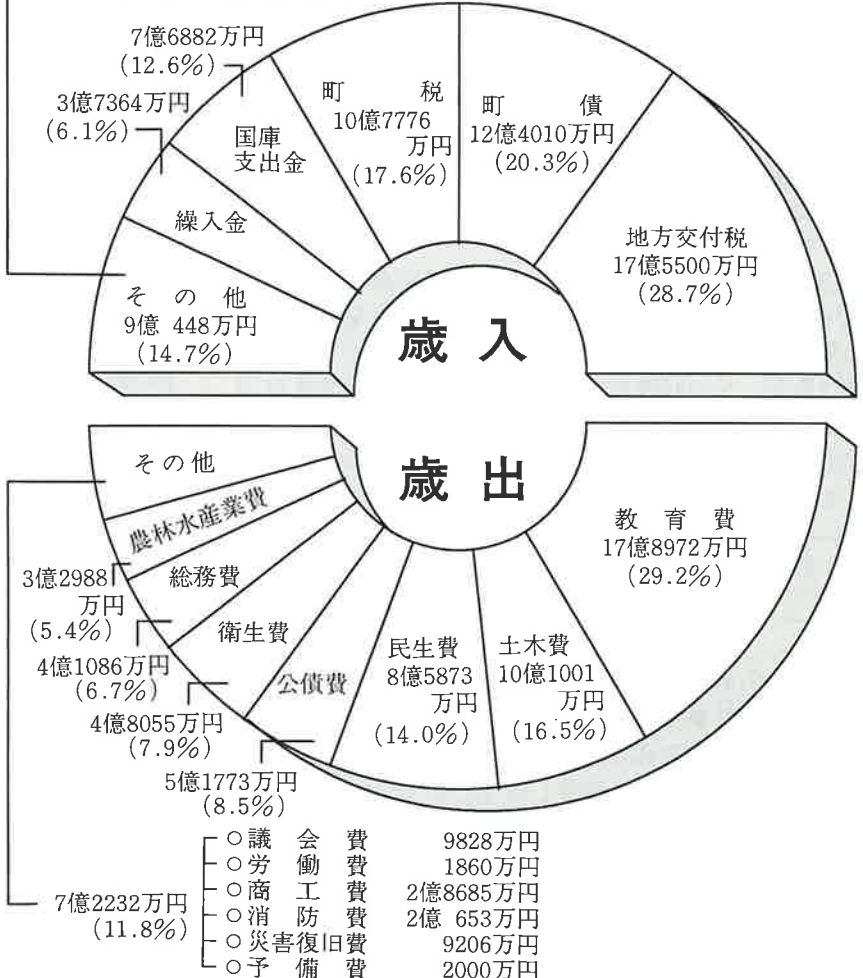 7億6882万円
(12.6%)
3億7364万円
(6.1%)
国庫
支出金
繰入金
その他
9億 448万円
(14.7%)
町税
10億7776
万円
(17.6%)
町債
12億4010万円
(20.3%)
地方交付税
17億5500万円
(28.7%)
歳入
歳出
その他
農林水産業費
3億2988
万円
(5.4%)
総務費
4億1086万円
(6.7%)
衛生費
4億8055万円
(7.9%)
公債費
5億1773万円
(8.5%)
民生費
8億5873
万円
(14.0%)
土木費
10億1001
万円
(16.5%)
教育費
17億8972万円
(29.2%)
7億2232万円
(11.8%)
○議会費 9828万円
○労働費 1860万円
○商工費 2億8685万円
○消防費 2億 653万円
○災害復旧費 9206万円
○予備費 2000万円